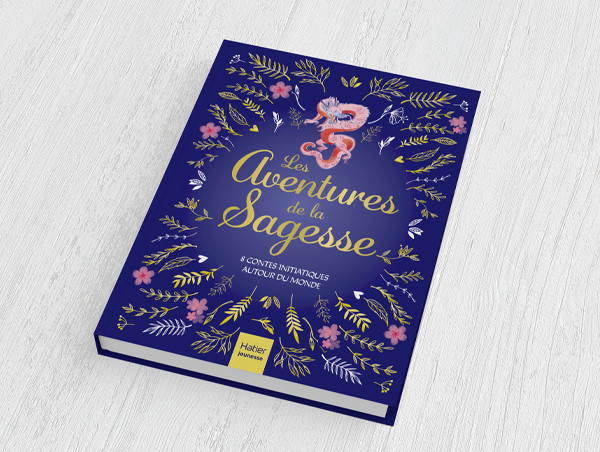 Les
Aventures
de la
Sagesse
8 CONTES INITIATIQUES
AUTOUR DU MONDE
Hatier
jeunesse